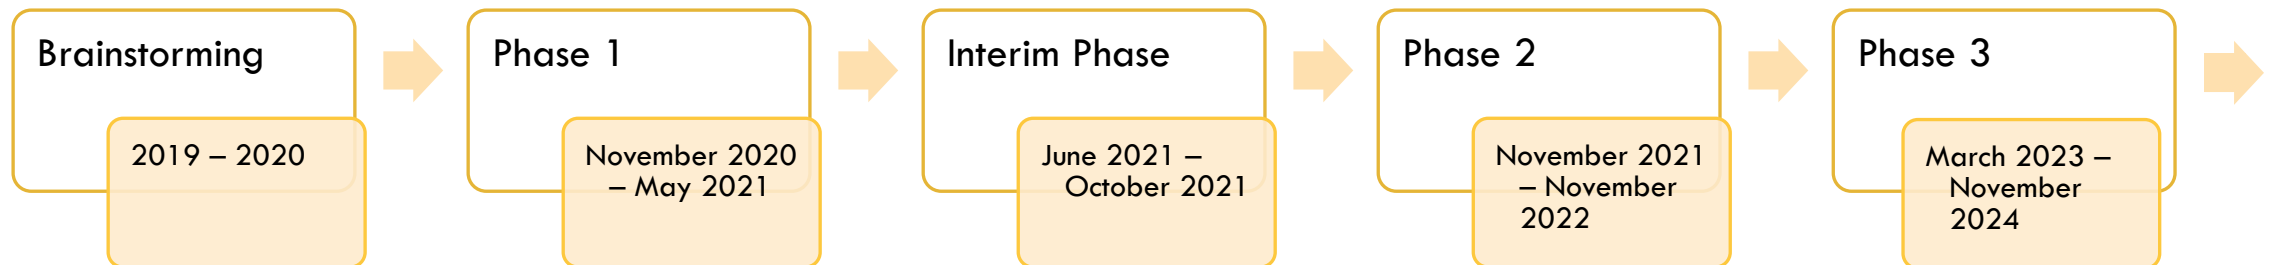 Brainstorming
2019 – 2020
Phase 1
November 2020
– May 2021
Interim Phase
June 2021 –
October 2021
Phase 2
November 2021
– November
2022
Phase 3
March 2023 –
November
2024